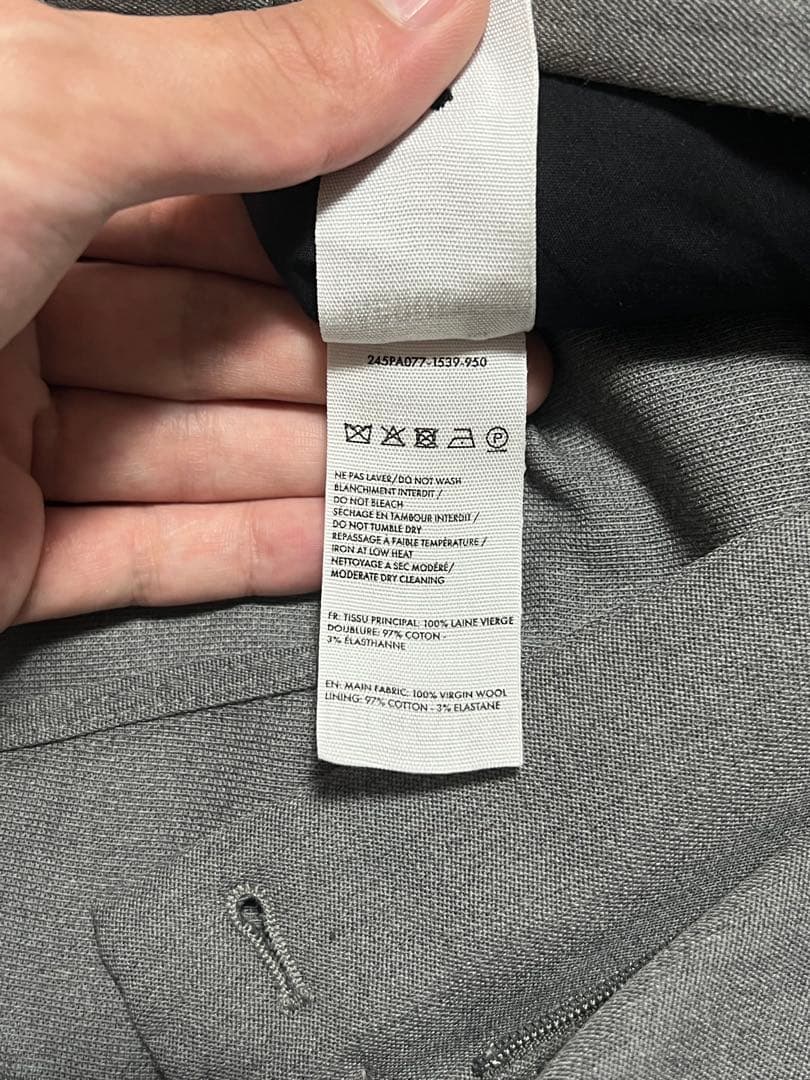 245PA077-1539-950
P
NE PAS LAVER/DO NOT WASH
BLANCHIMENT INTERDIT /
DO NOT BLEACH
SECHAGE EN TAMBOUR INTERDIT /
DO NOT TUMBLE DRY
REPASSAGE À FAIBLE TEMPÉRATURE /
IRON AT LOW HEAT
NETTOYAGE A SEC MODÉRÉ/
MODERATE DRY CLEANING
FR: TISSU PRINCIPAL: 100% LAINE VIERGE
DOUBLURE: 97% COTON -
3% ÉLASTHANNE
EN: MAIN FABRIC: 100% VIRGIN WOOL
LINING: 97% COTTON - 3% ELASTANE